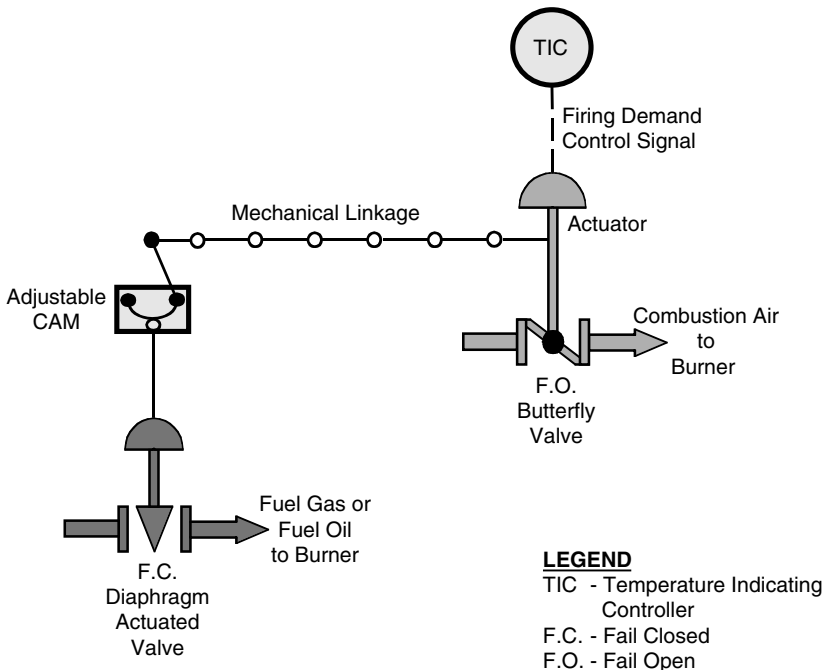 TIC
Firing Demand
Control Signal
Mechanical Linkage
Actuator
Adjustable
CAM
Combustion Air
to
Burner
F.O.
Butterfly
Valve
Fuel Gas or
Fuel Oil
to Burner
F.C.
Diaphragm
Actuated
Valve
LEGEND
TIC - Temperature Indicating
Controller
F.C. - Fail Closed
F.O. - Fail Open